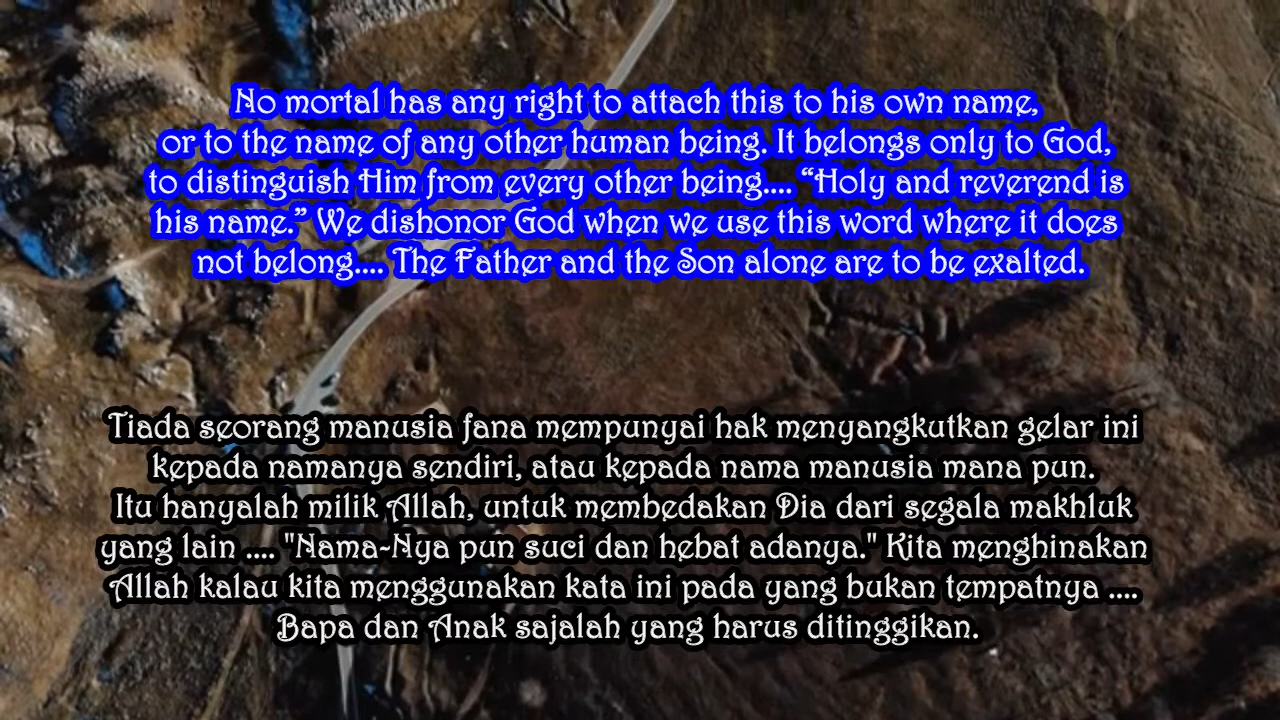 No mortal has any right to attach this to his own name,
or to the name of any other human being. It belongs only to God,
to distinguish Him from every other being.... “Holy and reverend is
his name.” We dishonor God when we use this word where it does
not belong.... The Father and the Son alone are to be exalted.
Tiada seorang manusia fana mempunyai hak menyangkutkan gelar ini
kepada namanya sendiri, atau kepada nama manusia mana pun.
Itu hanyalah milik Allah, untuk membedakan Dia dari segala makhluk
yang lain .... "Nama-Nya pun suci dan hebat adanya." Kita menghinakan
Allah kalau kita menggunakan kata ini pada yang bukan tempatnya ....
Bapa dan Anak sajalah yang harus ditinggikan.